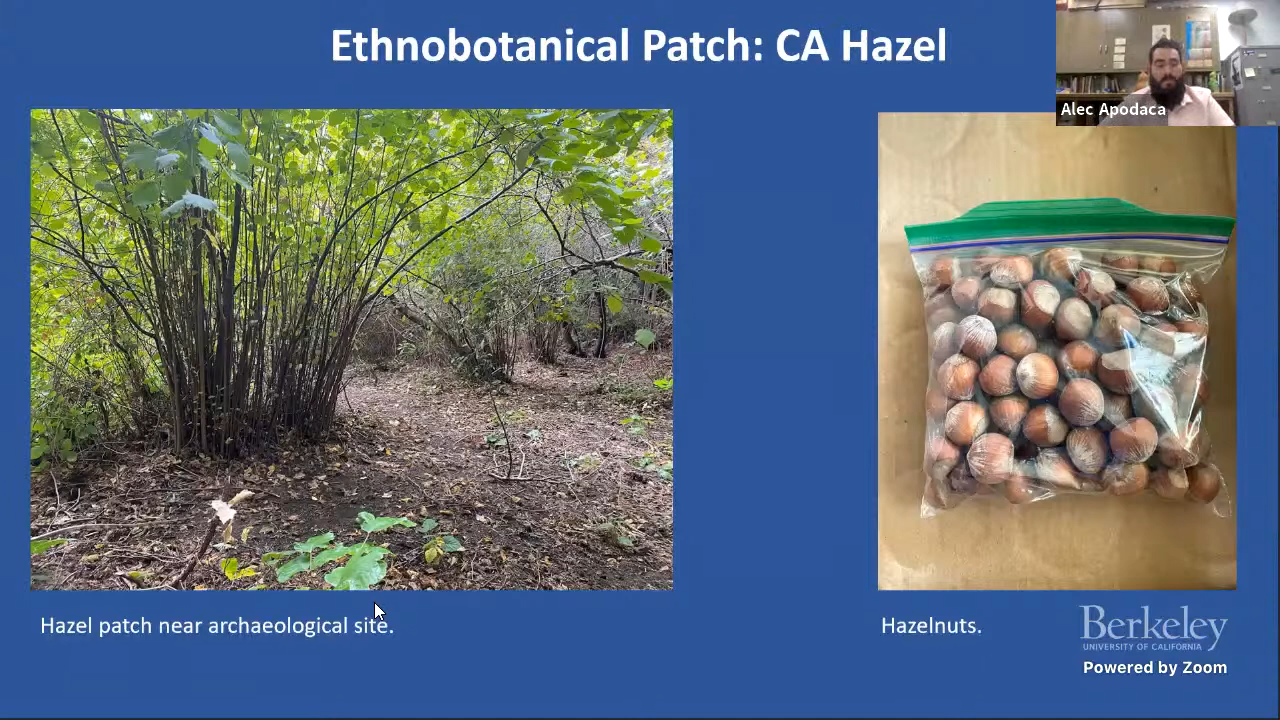 Ethnobotanical Patch: CA Hazel
Alec Apodaca
Hazel patch near archaeological site.
Hazelnuts.
Berkeley
UNIVERSITY OF CALIFORNIA
Powered by Zoom